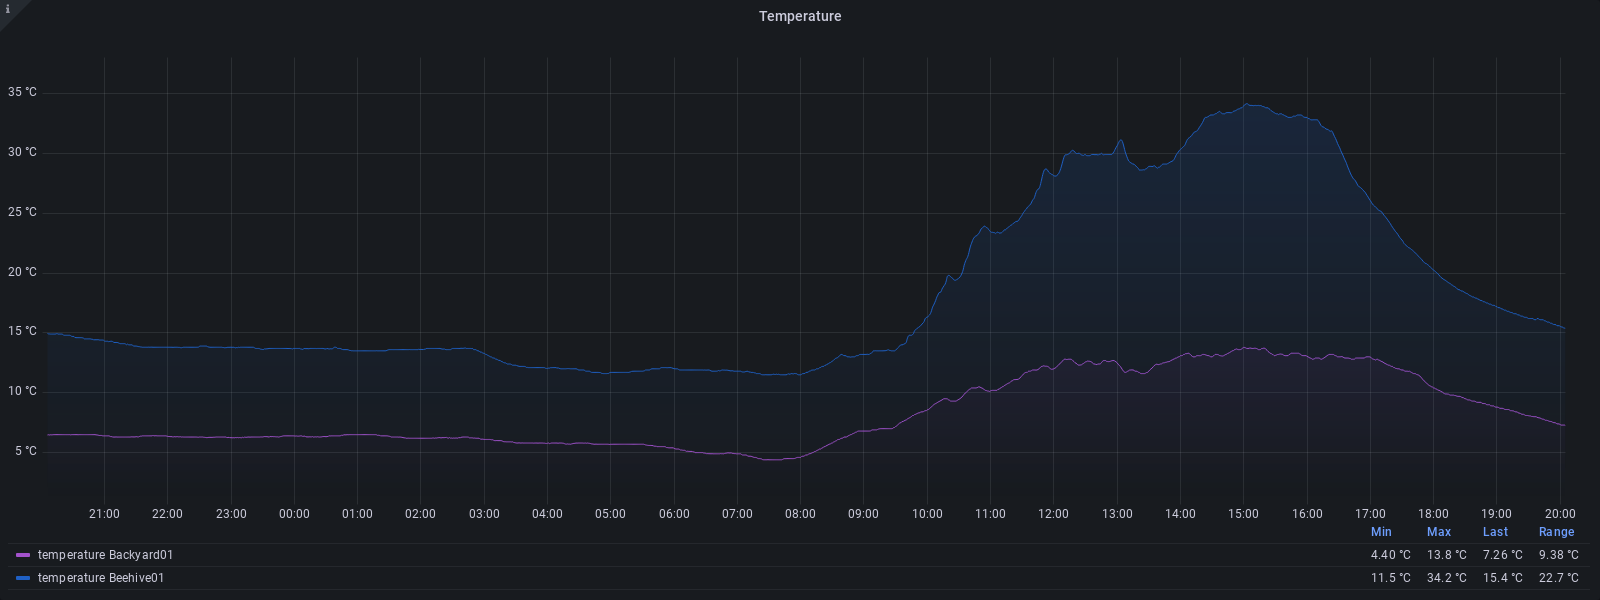 i
Temperature
35 °C
30 °C
25 °C
20 °C
15 °C
10 °C
5 °C
21:00 22:00 23:00 00:00 01:00 02:00 03:00 04:00 05:00 06:00 07:00 08:00 09:00 10:00 11:00 12:00 13:00 14:00 15:00 16:00 17:00 18:00 19:00 20:00
Min Max Last Range
temperature Backyard01 4.40 °C 13.8 °C 7.26 °C 9.38 °C
temperature Beehive01 11.5 °C 34.2 °C 15.4 °C 22.7 °C